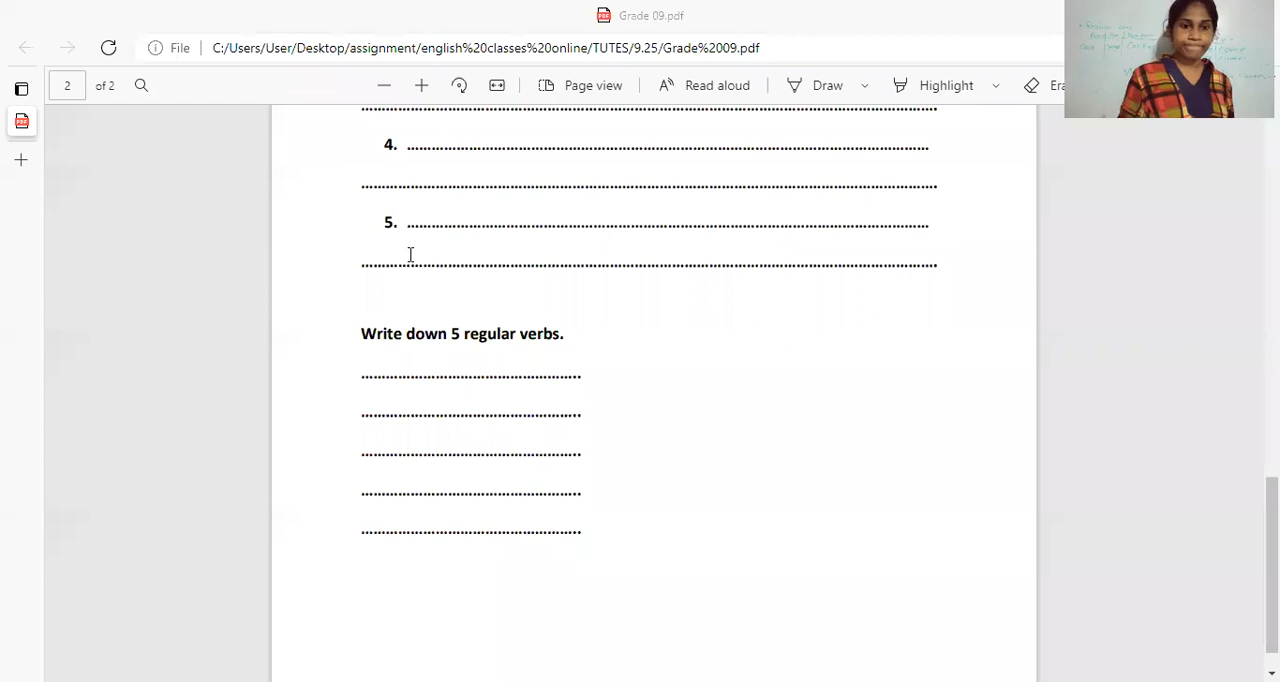 Grade 09.pdf
File C:/Users/User/Desktop/assignment/english%20classes%20online/TUTES/9.25/Grade%2009.pdf
2 of 2 Page view Read aloud Draw Highlight Era
……………………………………………………………………………………………………………………….
4. ……………………………………………………………………………………………………………
……………………………………………………………………………………………………………………….
5. ……………………………………………………………………………………………………………
……………………………………………………………………………………………………………………….
Write down 5 regular verbs.
……………………………………………..
……………………………………………..
……………………………………………..
……………………………………………..
……………………………………………..